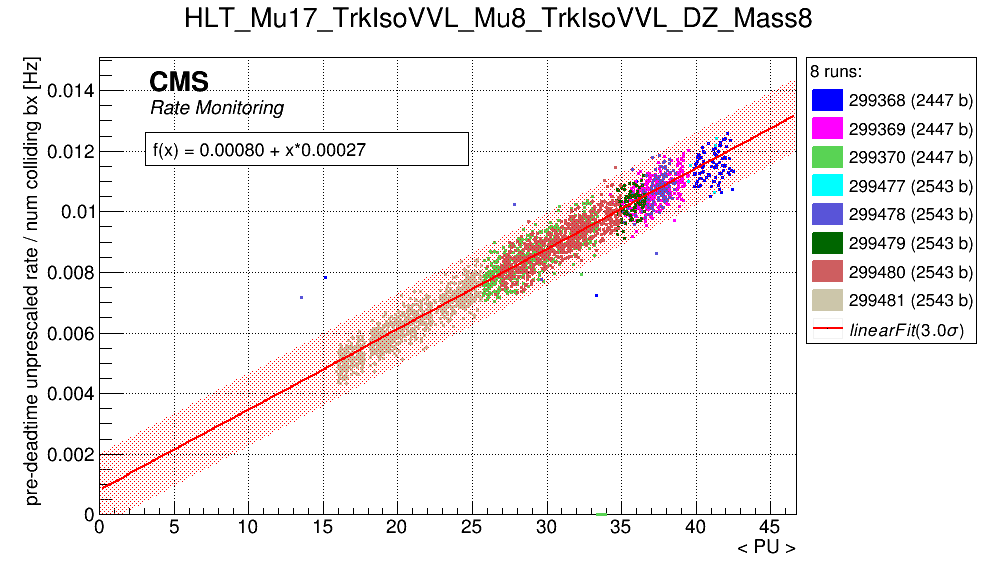 HLT_Mu17_TrkIsoVVL_Mu8_TrkIsoVVL_DZ_Mass8
pre-deadtime unprescaled rate / num colliding bx [Hz]
0.014
0.012
0.01
0.008
0.006
0.004
0.002
0
CMS
Rate Monitoring
f(x) = 0.00080 + x*0.00027
0 5 10 15 20 25 30 35 40 45
< PU >
8 runs:
299368 (2447 b)
299369 (2447 b)
299370 (2447 b)
299477 (2543 b)
299478 (2543 b)
299479 (2543 b)
299480 (2543 b)
299481 (2543 b)
linearFit(3.0σ)